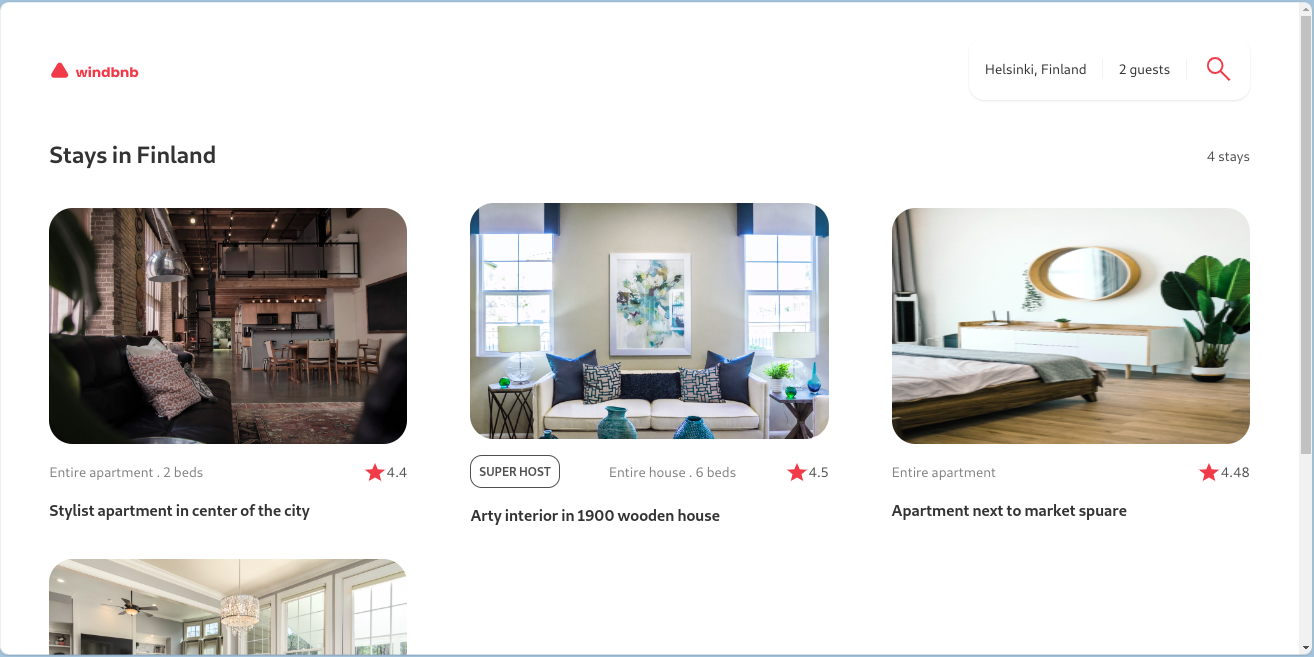 windbnb
Helsinki, Finland
2 guests
Stays in Finland
4 stays
Entire apartment . 2 beds
4.4
Stylist apartment in center of the city
SUPER HOST
Entire house . 6 beds
4.5
Arty interior in 1900 wooden house
Entire apartment
4.48
Apartment next to market spuare